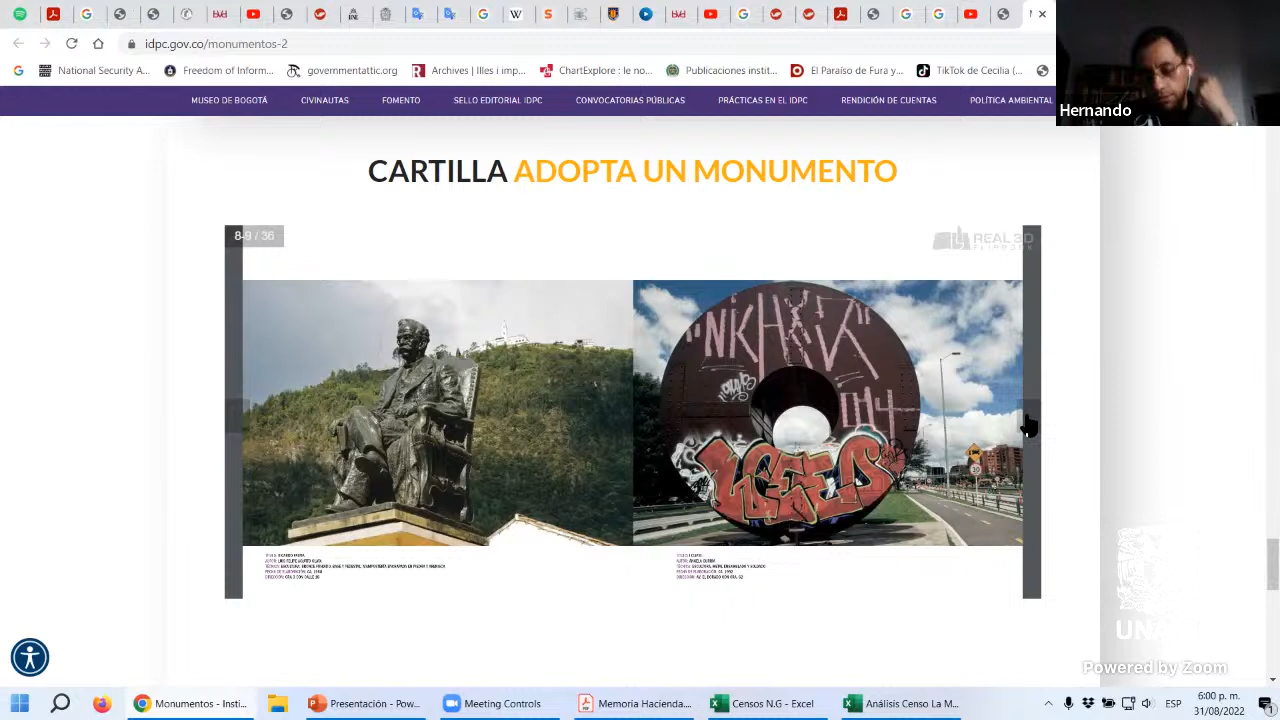 idpc.gov.co/monumentos-2
National Security A...
Freedom of Inform...
governmentattic.org
Archives | Illes i imp...
ChartExplore : le no...
Publicaciones instit...
El Paraíso de Fura y...
TikTok de Cecilia (...
Hernando
MUSEO DE BOGOTÁ
CIVINAUTAS
FOMENTO
SELLO EDITORIAL IDPC
CONVOCATORIAS PÚBLICAS
PRÁCTICAS EN EL IDPC
RENDICIÓN DE CUENTAS
POLÍTICA AMBIENTAL
CARTILLA ADOPTA UN MONUMENTO
8-9 / 36
REAL 3D
FLIPBOOK
Powered by Zoom
Monumentos - Insti...
Presentación - Pow...
Meeting Controls
Memoria Hacienda...
Censos N.G - Excel
Análisis Censo La M...
ESP
6:00 p. m.
31/08/2022